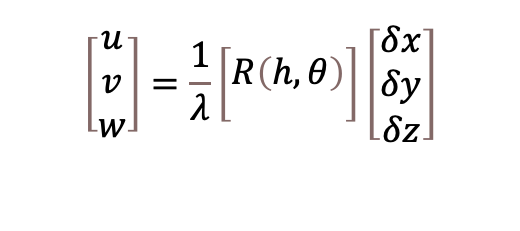 [u v w] = 1/λ [R(h, θ)] [δx δy δz]